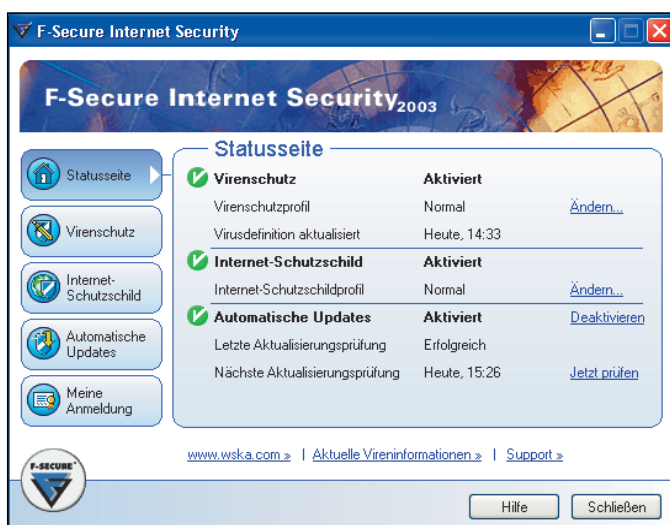 F-Secure Internet Security
F-Secure Internet Security 2003
Statusseite
Virenschutz
Internet-
Schutzschild
Automatische
Updates
Meine
Anmeldung
Statusseite
Virenschutz Aktiviert
Virenschutzprofil Normal Ändern...
Virusdefinition aktualisiert Heute, 14:33
Internet-Schutzschild Aktiviert
Internet-Schutzschildprofil Normal Ändern...
Automatische Updates Aktiviert Deaktivieren
Letzte Aktualisierungsprüfung Erfolgreich
Nächste Aktualisierungsprüfung Heute, 15:26 Jetzt prüfen
www.wska.com » | Aktuelle Vireninformationen » | Support »
F-SECURE®
Hilfe Schließen